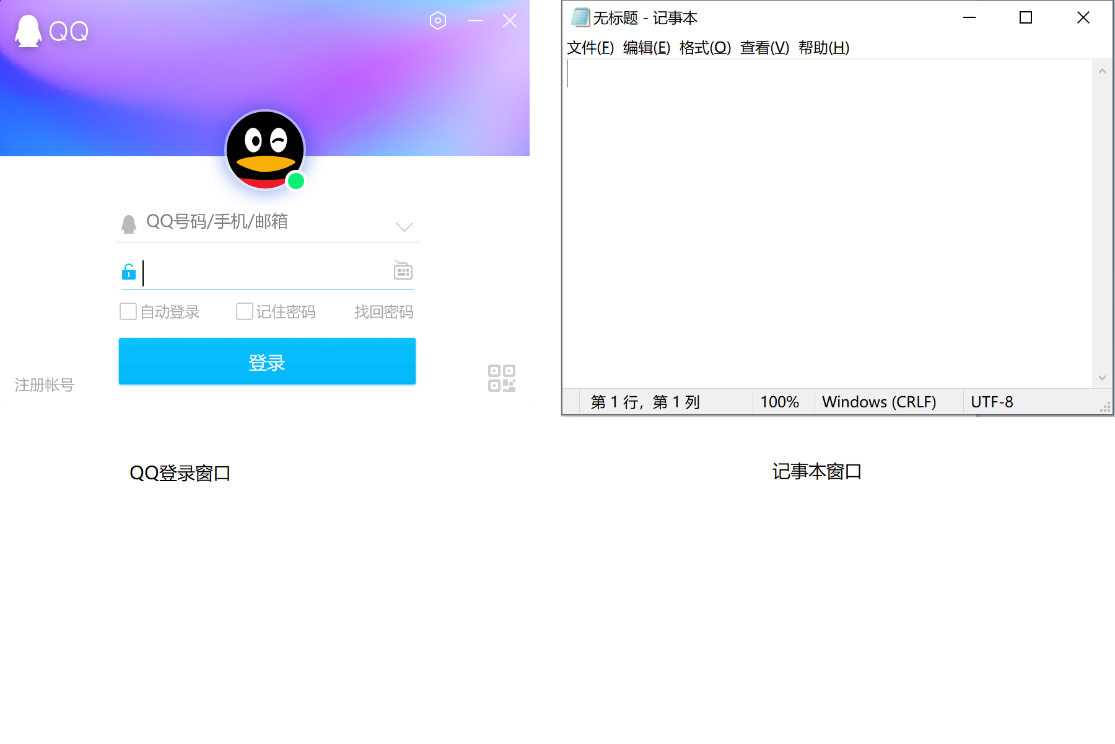 QQ
QQ号码/手机/邮箱
自动登录 记住密码 找回密码
登录
注册帐号
QQ登录窗口
无标题 - 记事本
文件(F) 编辑(E) 格式(O) 查看(V) 帮助(H)
第 1 行，第 1 列 100% Windows (CRLF) UTF-8
记事本窗口